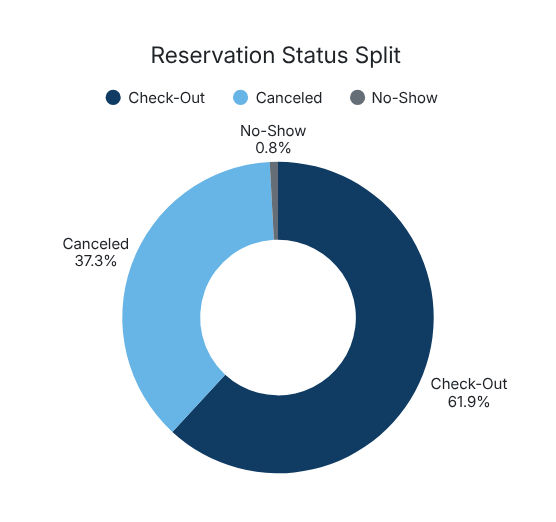 Reservation Status Split
Check-Out
Canceled
No-Show
No-Show
0.8%
Canceled
37.3%
Check-Out
61.9%